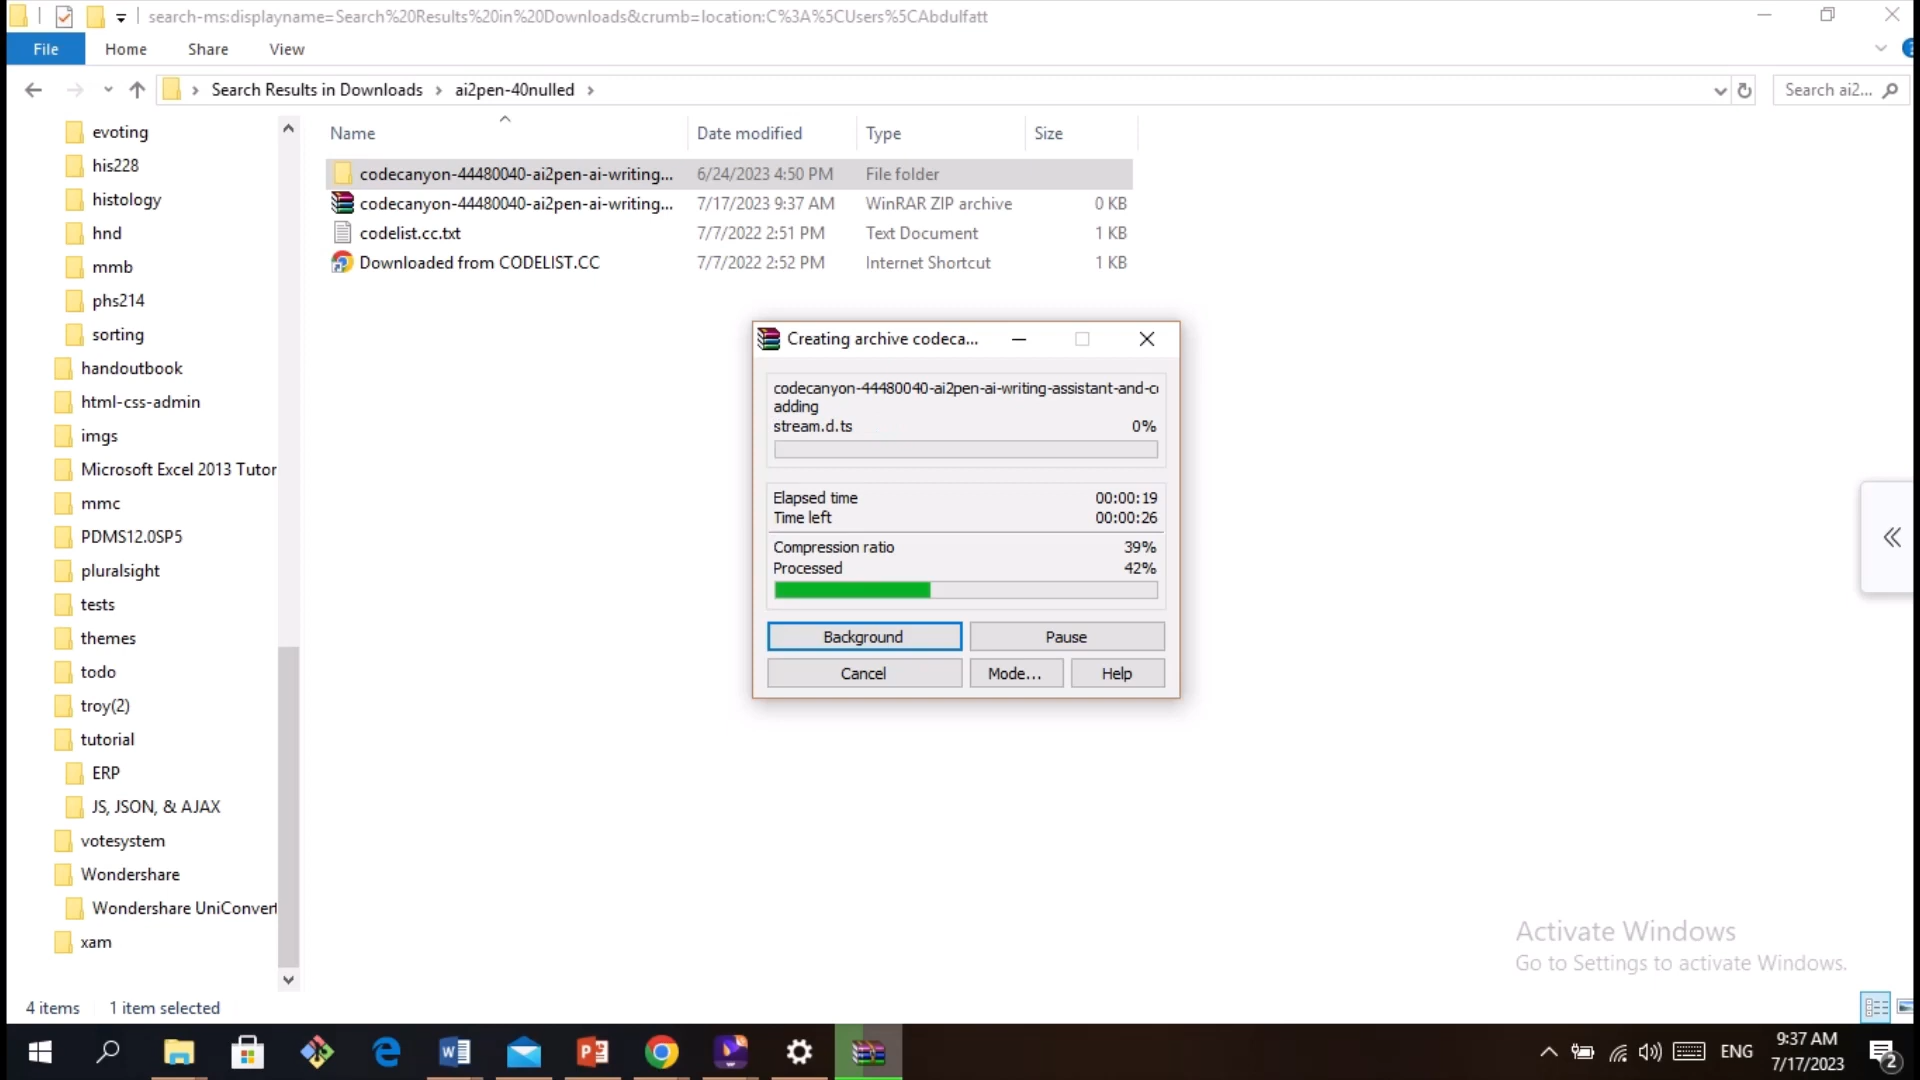 search-ms:displayname=Search%20Results%20in%20Downloads&crumb=location:C%3A%5CUsers%5CAbdulfatt
File Home Share View
Search Results in Downloads ai2pen-40nulled
Search ai2...
Name Date modified Type Size
codecanyon-44480040-ai2pen-ai-writing... 6/24/2023 4:50 PM File folder
codecanyon-44480040-ai2pen-ai-writing... 7/17/2023 9:37 AM WinRAR ZIP archive 0 KB
codelist.cc.txt 7/7/2022 2:51 PM Text Document 1 KB
Downloaded from CODELIST.CC 7/7/2022 2:52 PM Internet Shortcut 1 KB
evoting
his228
histology
hnd
mmb
phs214
sorting
handoutbook
html-css-admin
imgs
Microsoft Excel 2013 Tutor
mmc
PDMS12.0SP5
pluralsight
tests
themes
todo
troy(2)
tutorial
ERP
JS, JSON, & AJAX
votesystem
Wondershare
Wondershare UniConvert
xam
Creating archive codeca...
codecanyon-44480040-ai2pen-ai-writing-assistant-and-c
adding
stream.d.ts 0%
Elapsed time 00:00:19
Time left 00:00:26
Compression ratio 39%
Processed 42%
Background Pause
Cancel Mode... Help
Activate Windows
Go to Settings to activate Windows.
4 items 1 item selected
ENG
9:37 AM
7/17/2023
2